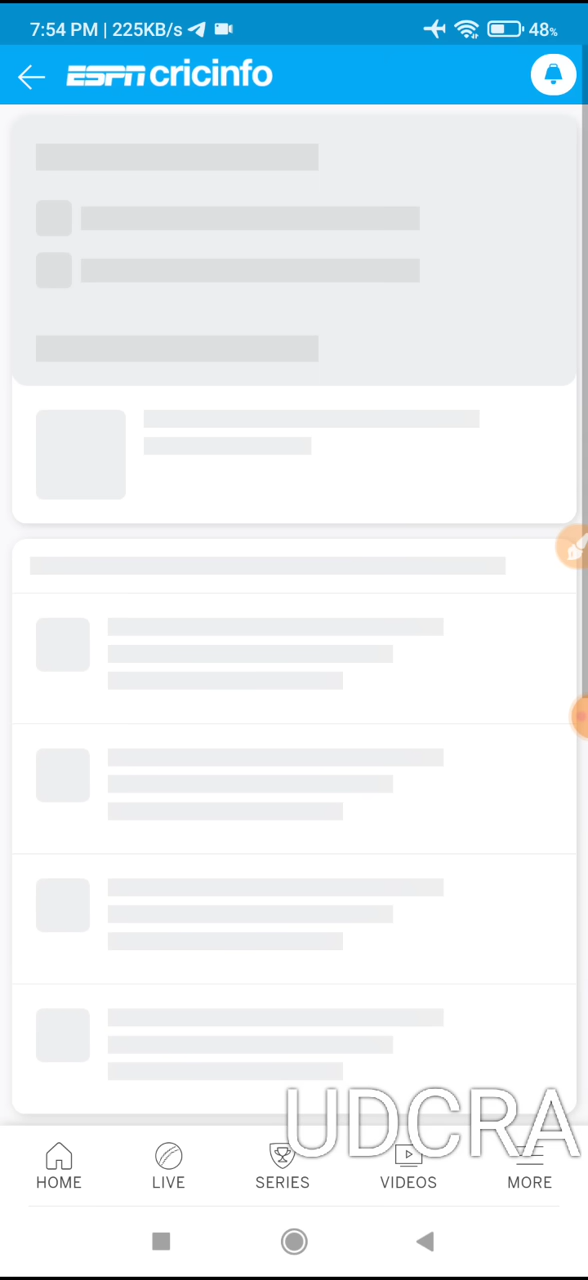 7:54 PM | 225KB/s 48%
ESPN cricinfo
UDCRA
HOME LIVE SERIES VIDEOS MORE